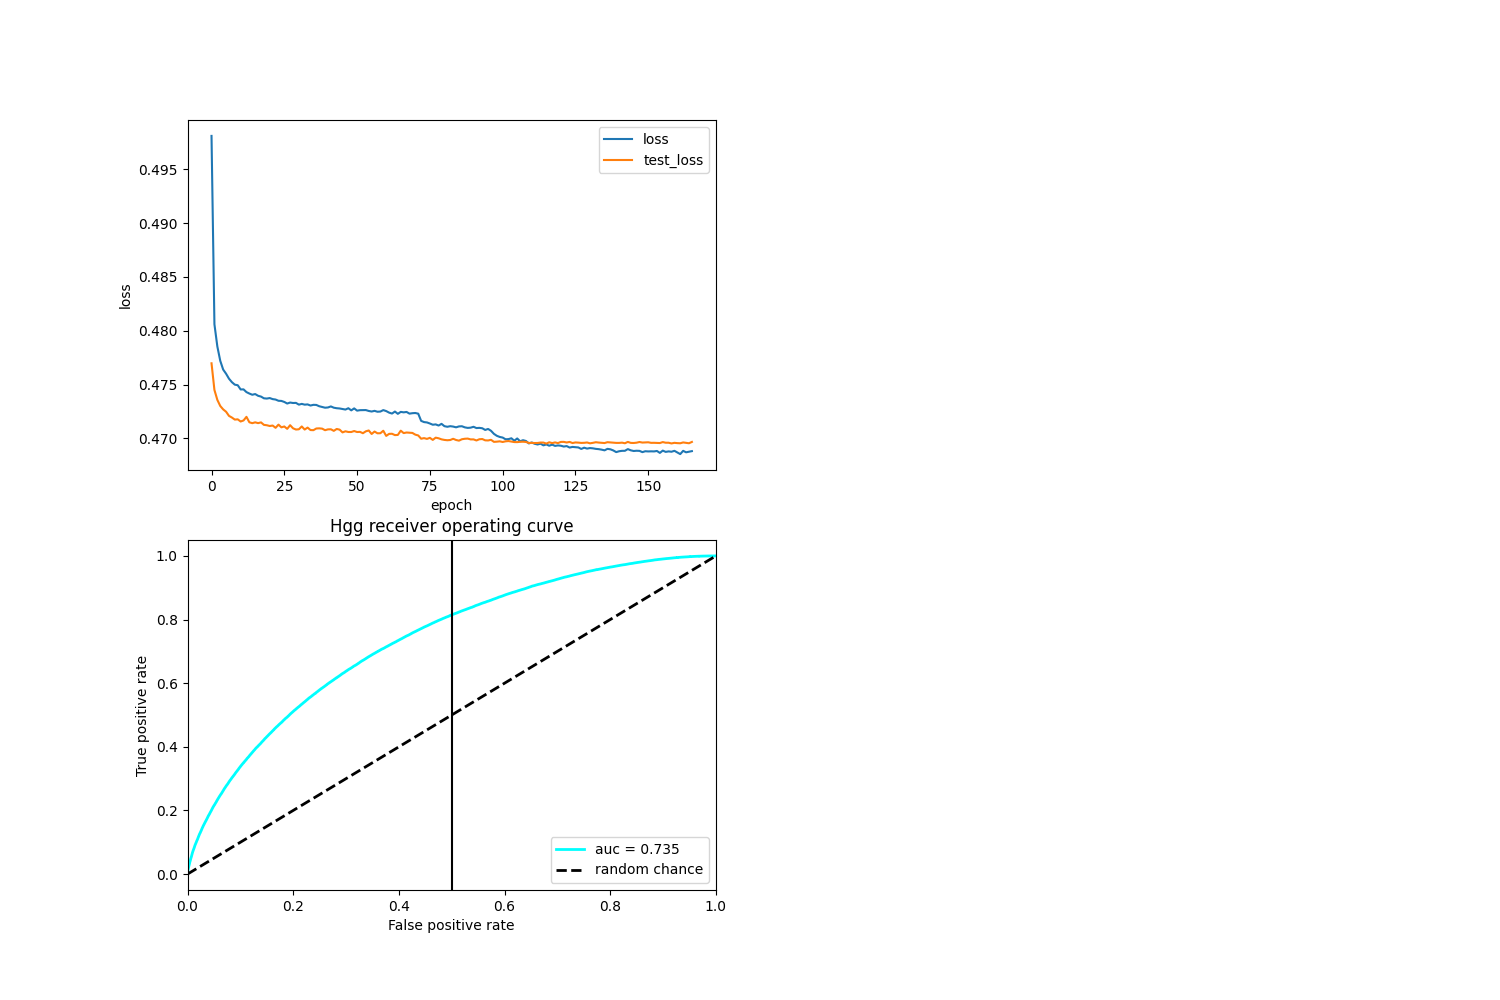 loss
test_loss
0.495
0.490
0.485
0.480
0.475
0.470
loss
0 25 50 75 100 125 150
epoch
Hgg receiver operating curve
1.0
0.8
0.6
0.4
0.2
0.0
True positive rate
auc = 0.735
random chance
0.0 0.2 0.4 0.6 0.8 1.0
False positive rate